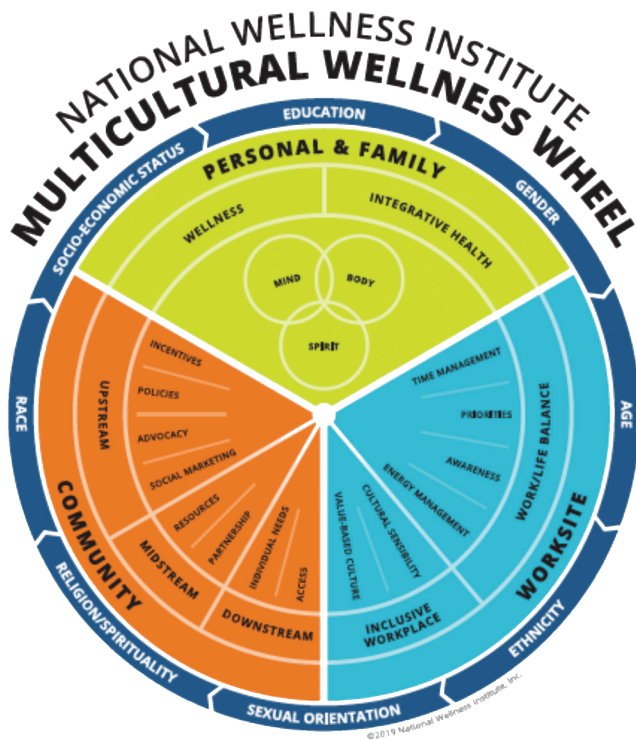 NATIONAL WELLNESS INSTITUTE
MULTICULTURAL WELLNESS WHEEL
EDUCATION
GENDER
AGE
ETHNICITY
SEXUAL ORIENTATION
RELIGION/SPIRITUALITY
RACE
SOCIO-ECONOMIC STATUS
PERSONAL & FAMILY
WELLNESS
INTEGRATIVE HEALTH
MIND
BODY
SPIRIT
WORKSITE
WORK/LIFE BALANCE
TIME MANAGEMENT
PRIORITIES
AWARENESS
ENERGY MANAGEMENT
INCLUSIVE
WORKPLACE
CULTURAL SENSIBILITY
VALUE-BASED CULTURE
COMMUNITY
UPSTREAM
INCENTIVES
POLICIES
ADVOCACY
SOCIAL MARKETING
MIDSTREAM
RESOURCES
PARTNERSHIP
DOWNSTREAM
INDIVIDUAL NEEDS
ACCESS
©2019 National Wellness Institute, Inc.